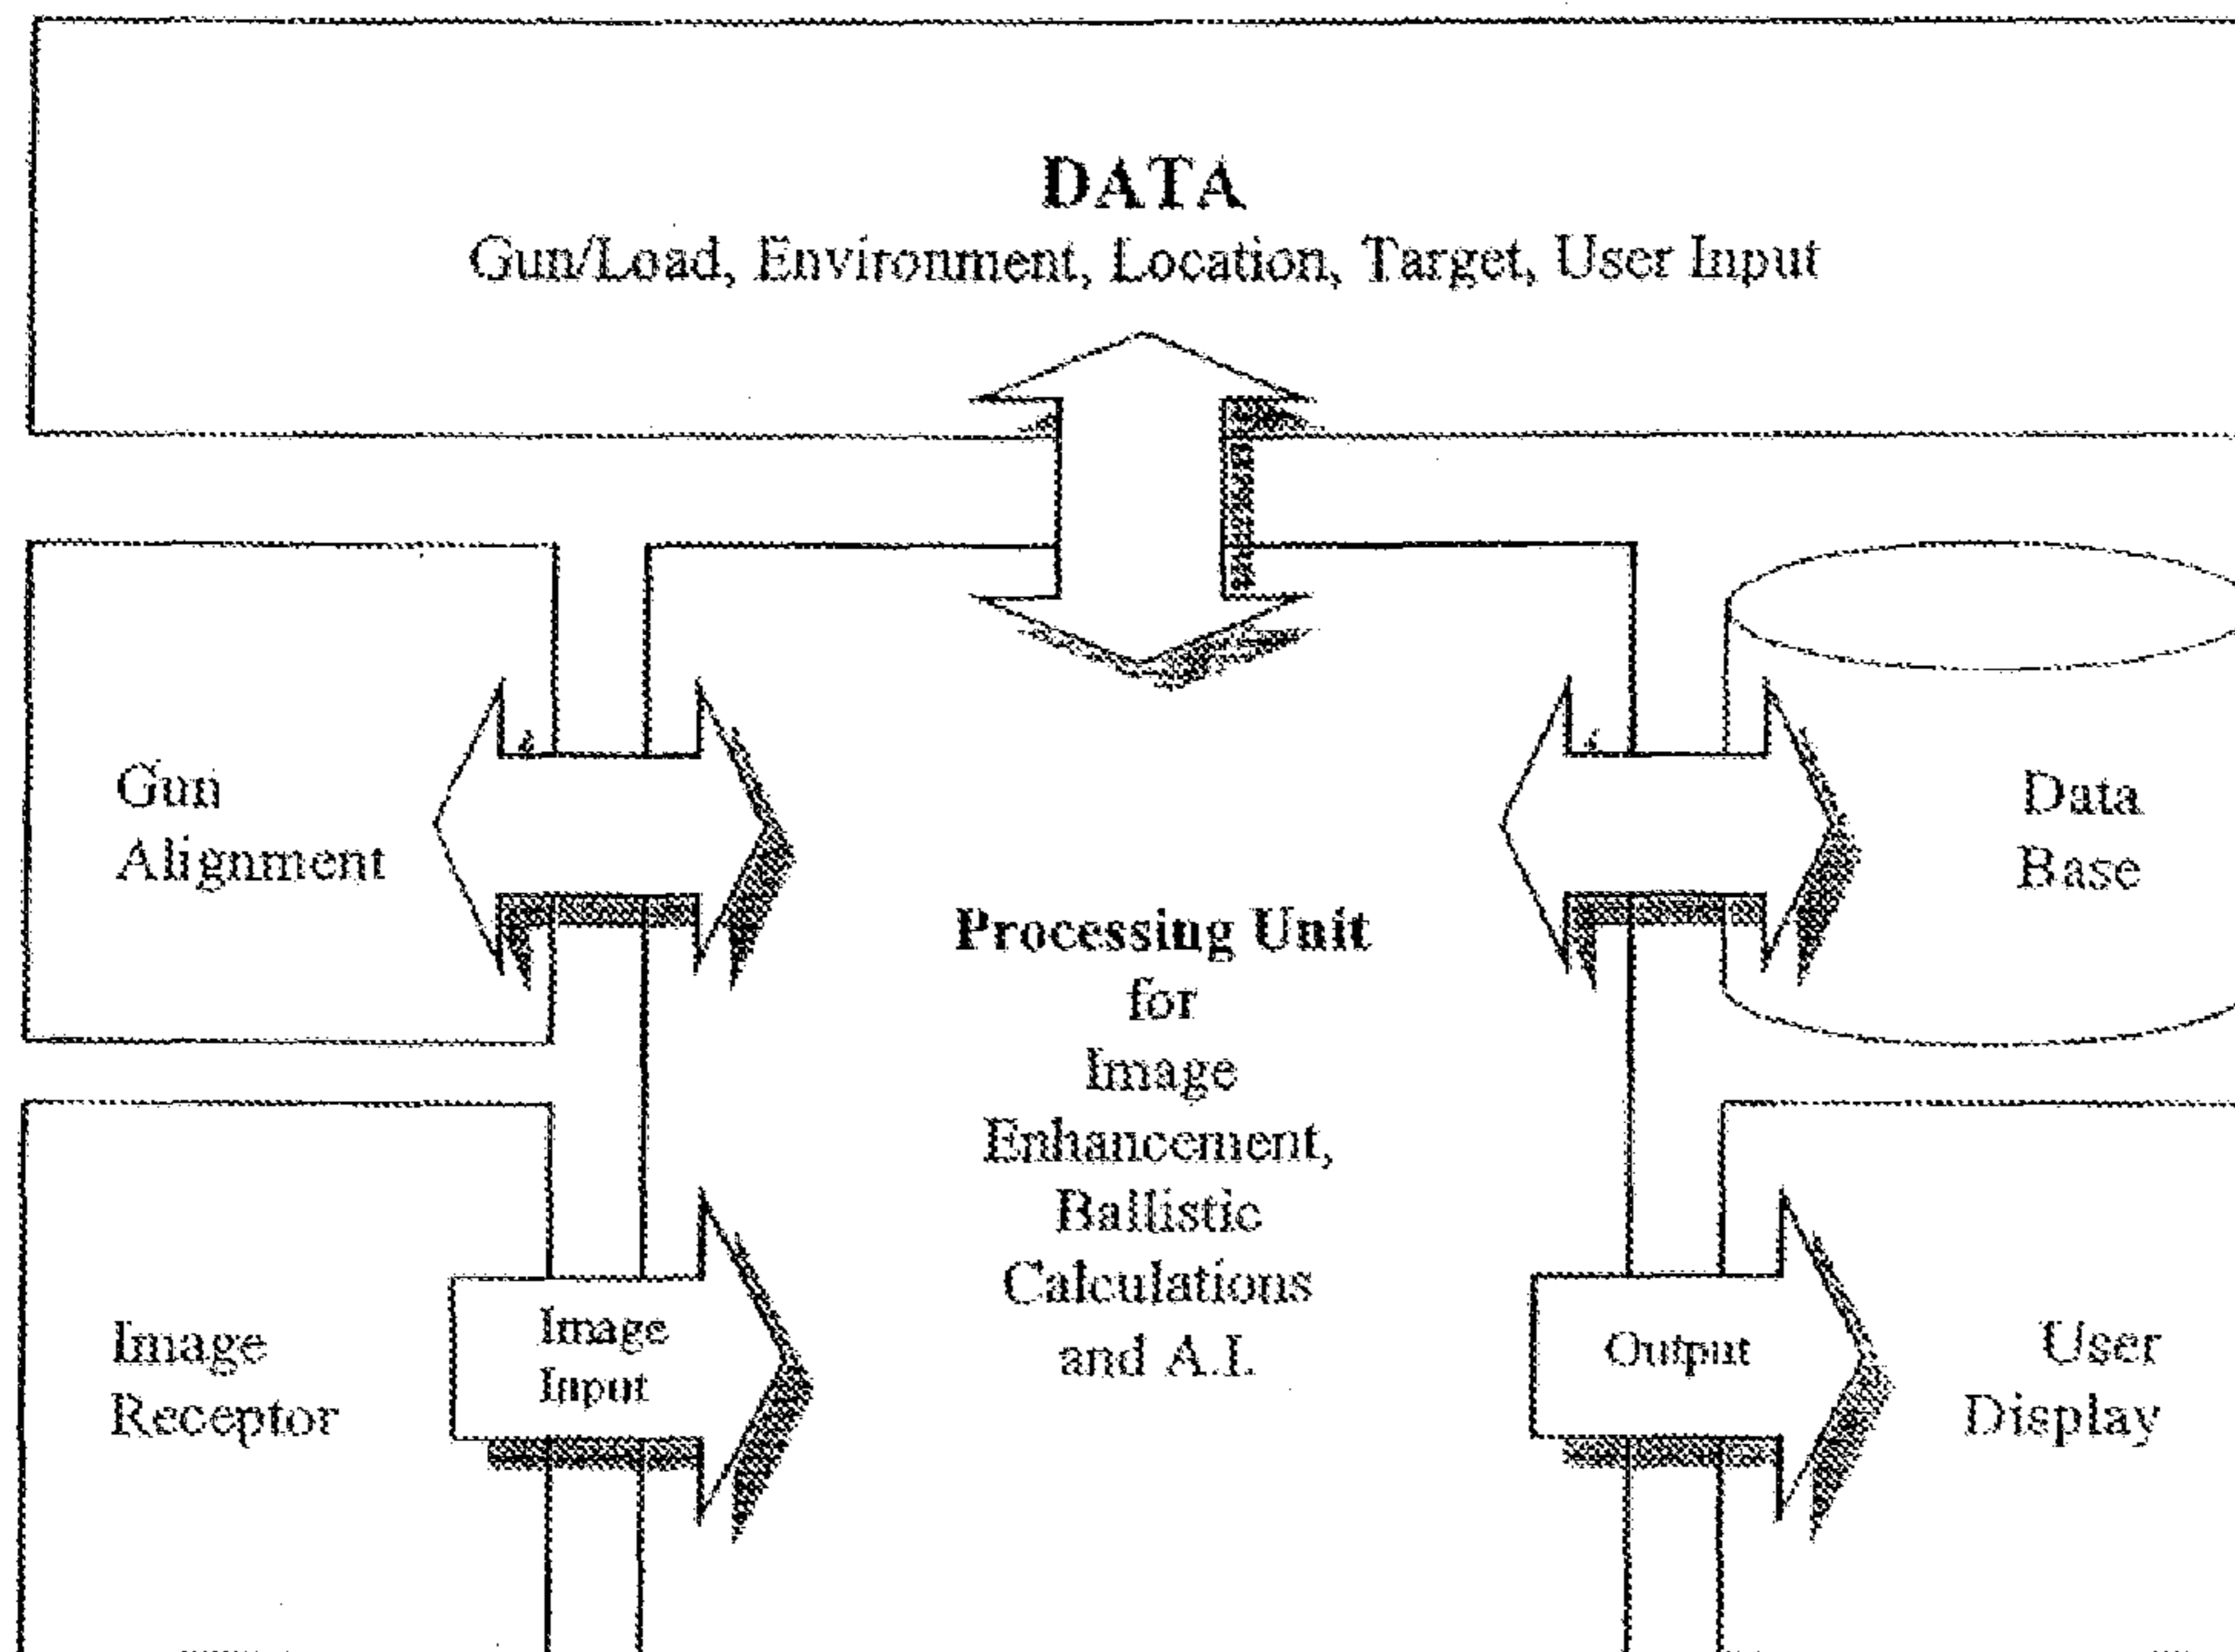 DATA
Gun/Load, Environment, Location, Target, User Input
Gun
Alignment
Data
Base
Processing Unit
for
Image
Enhancement,
Ballistic
Calculations
and A.I.
Image
Receptor
Image
Input
Output
User
Display